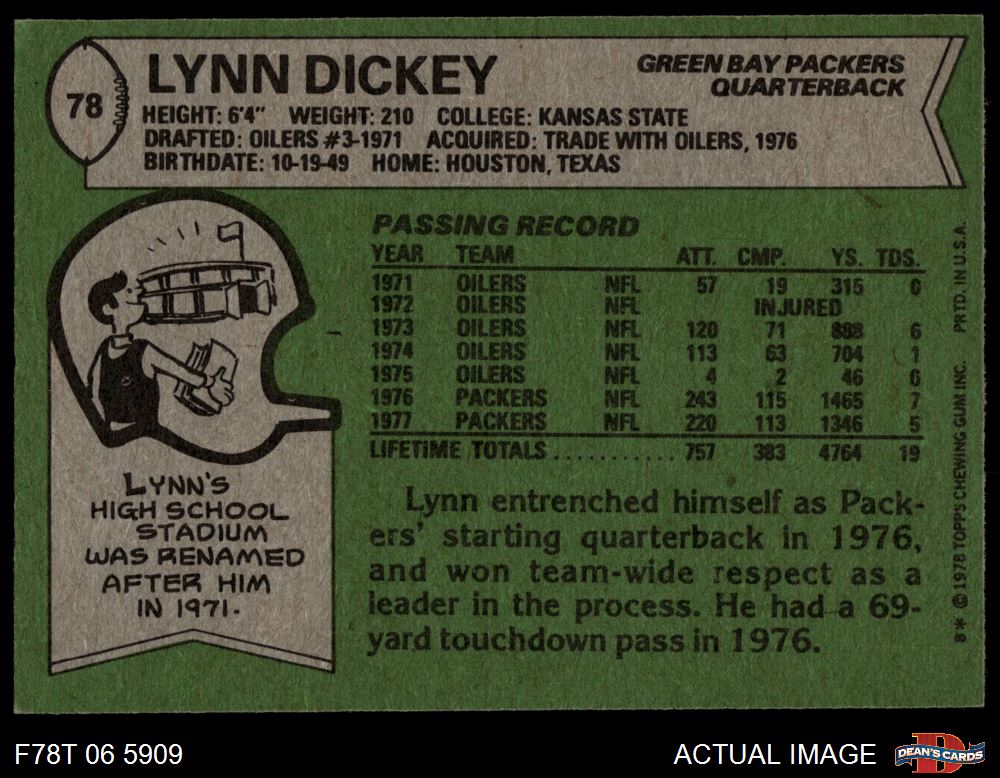 78
LYNN DICKEY
GREEN BAY PACKERS
QUARTERBACK
HEIGHT: 6'4" WEIGHT: 210 COLLEGE: KANSAS STATE
DRAFTED: OILERS #3-1971 ACQUIRED: TRADE WITH OILERS, 1976
BIRTHDATE: 10-19-49 HOME: HOUSTON, TEXAS
PASSING RECORD
YEAR TEAM ATT. CMP. YS. TDS.
1971 OILERS NFL 57 19 315 0
1972 OILERS NFL INJURED
1973 OILERS NFL 120 71 888 6
1974 OILERS NFL 113 63 704 1
1975 OILERS NFL 4 2 46 0
1976 PACKERS NFL 243 115 1465 7
1977 PACKERS NFL 220 113 1346 5
LIFETIME TOTALS ........... 757 383 4764 19
LYNN'S
HIGH SCHOOL
STADIUM
WAS RENAMED
AFTER HIM
IN 1971.
Lynn entrenched himself as Pack-
ers' starting quarterback in 1976,
and won team-wide respect as a
leader in the process. He had a 69-
yard touchdown pass in 1976.
B* © 1978 TOPPS CHEWING GUM INC. PRTD. IN U.S.A.
F78T 06 5909
ACTUAL IMAGE
DEAN'S CARDS